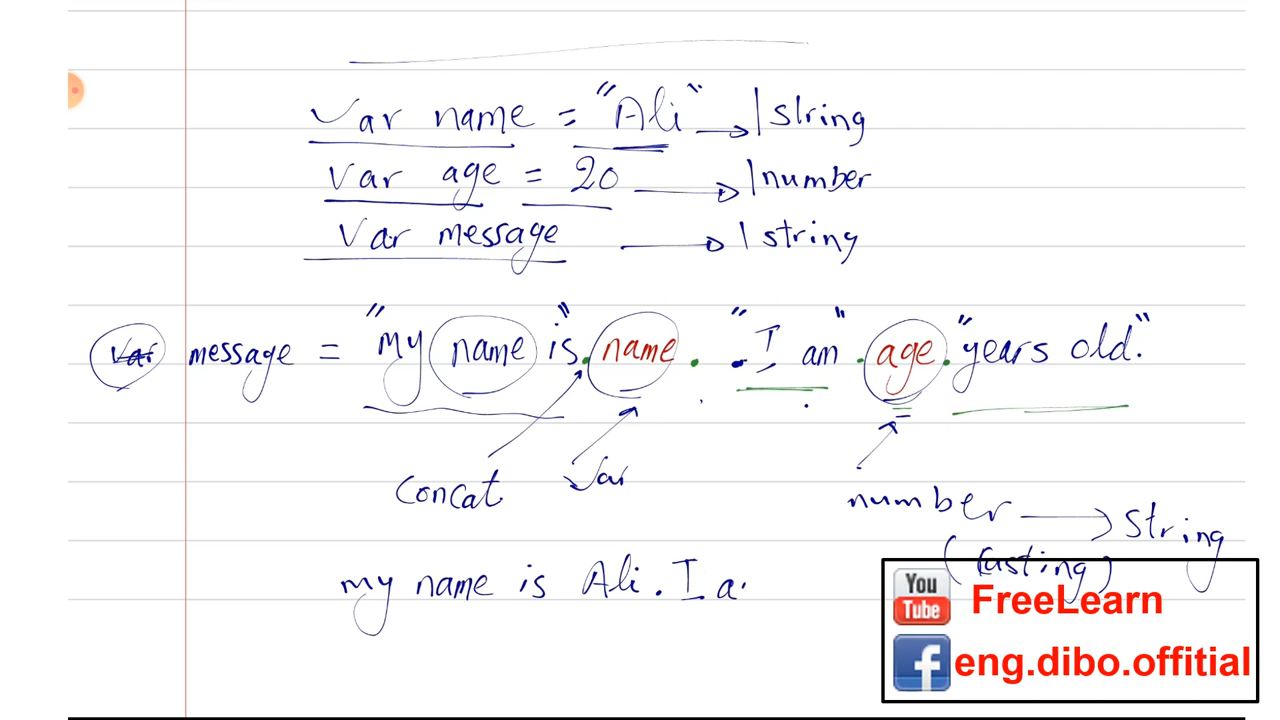 Var name = "Ali" → | string
var age = 20 → | number
Var message → | string
Var message = "my name is" . name . ". I am" . age . "years old."
concat Var
number → string
(Casting)
my name is Ali. I a
You Tube FreeLearn
f eng.dibo.offitial